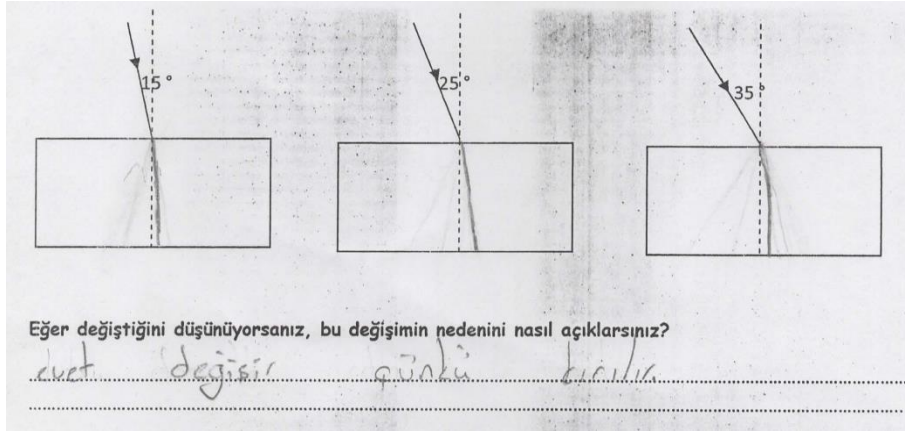 15 ° 25 ° 35 °
Eğer değiştiğini düşünüyorsanız, bu değişimin nedenini nasıl açıklarsınız?
evet değişir çünkü kırılır.